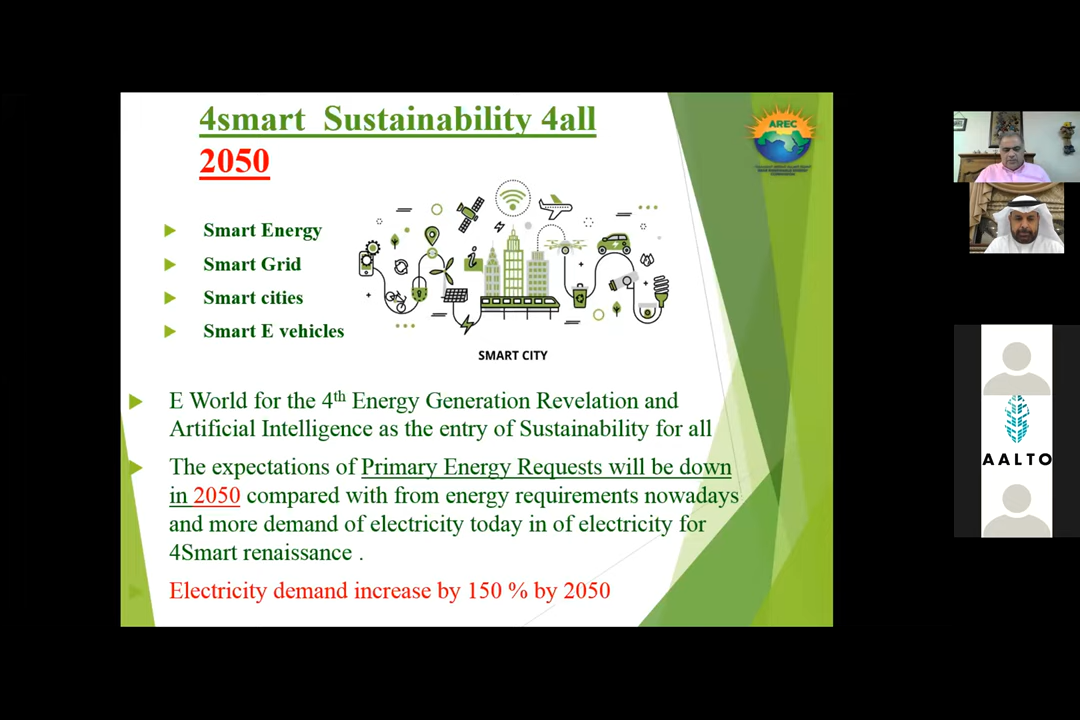 4smart Sustainability 4all
2050
AREC
Smart Energy
Smart Grid
Smart cities
Smart E vehicles
SMART CITY
E World for the 4th Energy Generation Revelation and
Artificial Intelligence as the entry of Sustainability for all
The expectations of Primary Energy Requests will be down
in 2050 compared with from energy requirements nowadays
and more demand of electricity today in of electricity for
4Smart renaissance .
Electricity demand increase by 150 % by 2050
AALTO